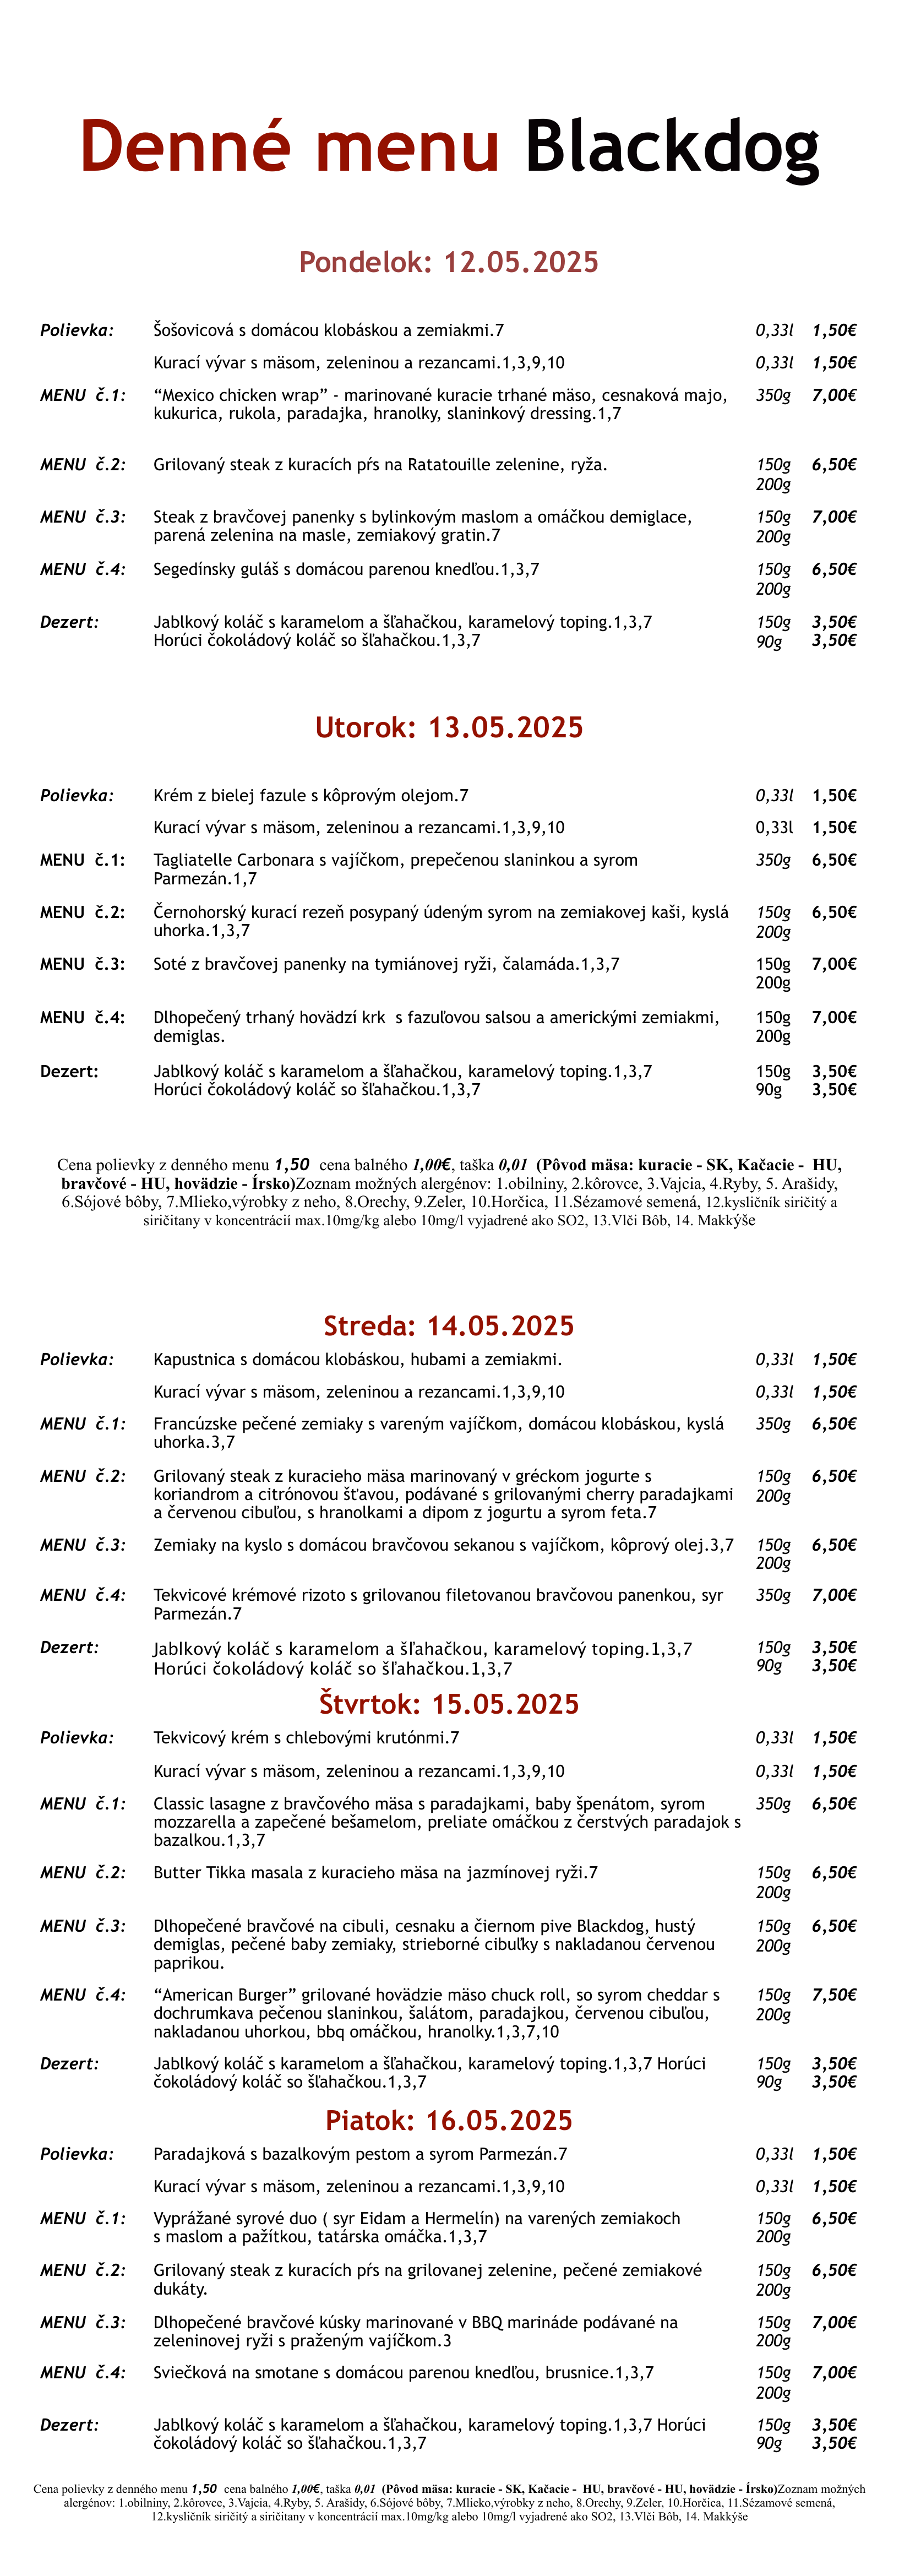 Denné menu Blackdog
Pondelok: 12.05.2025
Polievka: Šošovicová s domácou klobáskou a zemiakmi.7 0,33l 1,50€
Kurací vývar s mäsom, zeleninou a rezancami.1,3,9,10 0,33l 1,50€
MENU č.1: “Mexico chicken wrap” - marinované kuracie trhané mäso, cesnaková majo, 350g 7,00€
kukurica, rukola, paradajka, hranolky, slaninkový dressing.1,7
MENU č.2: Grilovaný steak z kuracích pŕs na Ratatouille zelenine, ryža. 150g 6,50€
200g
MENU č.3: Steak z bravčovej panenky s bylinkovým maslom a omáčkou demiglace, 150g 7,00€
parená zelenina na masle, zemiakový gratin.7 200g
MENU č.4: Segedínsky guláš s domácou parenou knedľou.1,3,7 150g 6,50€
200g
Dezert: Jablkový koláč s karamelom a šľahačkou, karamelový toping.1,3,7 150g 3,50€
Horúci čokoládový koláč so šľahačkou.1,3,7 90g 3,50€
Utorok: 13.05.2025
Polievka: Krém z bielej fazule s kôprovým olejom.7 0,33l 1,50€
Kurací vývar s mäsom, zeleninou a rezancami.1,3,9,10 0,33l 1,50€
MENU č.1: Tagliatelle Carbonara s vajíčkom, prepečenou slaninkou a syrom 350g 6,50€
Parmezán.1,7
MENU č.2: Černohorský kurací rezeň posypaný údeným syrom na zemiakovej kaši, kyslá 150g 6,50€
uhorka.1,3,7 200g
MENU č.3: Soté z bravčovej panenky na tymiánovej ryži, čalamáda.1,3,7 150g 7,00€
200g
MENU č.4: Dlhopečený trhaný hovädzí krk s fazuľovou salsou a americkými zemiakmi, 150g 7,00€
demiglas. 200g
Dezert: Jablkový koláč s karamelom a šľahačkou, karamelový toping.1,3,7 150g 3,50€
Horúci čokoládový koláč so šľahačkou.1,3,7 90g 3,50€
Cena polievky z denného menu 1,50 cena balného 1,00€, taška 0,01 (Pôvod mäsa: kuracie - SK, Kačacie - HU,
bravčové - HU, hovädzie - Írsko)Zoznam možných alergénov: 1.obilniny, 2.kôrovce, 3.Vajcia, 4.Ryby, 5. Arašidy,
6.Sójové bôby, 7.Mlieko,výrobky z neho, 8.Orechy, 9.Zeler, 10.Horčica, 11.Sézamové semená, 12.kysličník siričitý a
siričitany v koncentrácií max.10mg/kg alebo 10mg/l vyjadrené ako SO2, 13.Vlči Bôb, 14. Makkýše
Streda: 14.05.2025
Polievka: Kapustnica s domácou klobáskou, hubami a zemiakmi. 0,33l 1,50€
Kurací vývar s mäsom, zeleninou a rezancami.1,3,9,10 0,33l 1,50€
MENU č.1: Francúzske pečené zemiaky s vareným vajíčkom, domácou klobáskou, kyslá 350g 6,50€
uhorka.3,7
MENU č.2: Grilovaný steak z kuracieho mäsa marinovaný v gréckom jogurte s 150g 6,50€
koriandrom a citrónovou šťavou, podávané s grilovanými cherry paradajkami 200g
a červenou cibuľou, s hranolkami a dipom z jogurtu a syrom feta.7
MENU č.3: Zemiaky na kyslo s domácou bravčovou sekanou s vajíčkom, kôprový olej.3,7 150g 6,50€
200g
MENU č.4: Tekvicové krémové rizoto s grilovanou filetovanou bravčovou panenkou, syr 350g 7,00€
Parmezán.7
Dezert: Jablkový koláč s karamelom a šľahačkou, karamelový toping.1,3,7 150g 3,50€
Horúci čokoládový koláč so šľahačkou.1,3,7 90g 3,50€
Štvrtok: 15.05.2025
Polievka: Tekvicový krém s chlebovými krutónmi.7 0,33l 1,50€
Kurací vývar s mäsom, zeleninou a rezancami.1,3,9,10 0,33l 1,50€
MENU č.1: Classic lasagne z bravčového mäsa s paradajkami, baby špenátom, syrom 350g 6,50€
mozzarella a zapečené bešamelom, preliate omáčkou z čerstvých paradajok s
bazalkou.1,3,7
MENU č.2: Butter Tikka masala z kuracieho mäsa na jazmínovej ryži.7 150g 6,50€
200g
MENU č.3: Dlhopečené bravčové na cibuli, cesnaku a čiernom pive Blackdog, hustý 150g 6,50€
demiglas, pečené baby zemiaky, strieborné cibuľky s nakladanou červenou 200g
paprikou.
MENU č.4: “American Burger” grilované hovädzie mäso chuck roll, so syrom cheddar s 150g 7,50€
dochrumkava pečenou slaninkou, šalátom, paradajkou, červenou cibuľou, 200g
nakladanou uhorkou, bbq omáčkou, hranolky.1,3,7,10
Dezert: Jablkový koláč s karamelom a šľahačkou, karamelový toping.1,3,7 Horúci 150g 3,50€
čokoládový koláč so šľahačkou.1,3,7 90g 3,50€
Piatok: 16.05.2025
Polievka: Paradajková s bazalkovým pestom a syrom Parmezán.7 0,33l 1,50€
Kurací vývar s mäsom, zeleninou a rezancami.1,3,9,10 0,33l 1,50€
MENU č.1: Vyprážané syrové duo ( syr Eidam a Hermelín) na varených zemiakoch 150g 6,50€
s maslom a pažítkou, tatárska omáčka.1,3,7 200g
MENU č.2: Grilovaný steak z kuracích pŕs na grilovanej zelenine, pečené zemiakové 150g 6,50€
dukáty. 200g
MENU č.3: Dlhopečené bravčové kúsky marinované v BBQ marináde podávané na 150g 7,00€
zeleninovej ryži s praženým vajíčkom.3 200g
MENU č.4: Sviečková na smotane s domácou parenou knedľou, brusnice.1,3,7 150g 7,00€
200g
Dezert: Jablkový koláč s karamelom a šľahačkou, karamelový toping.1,3,7 Horúci 150g 3,50€
čokoládový koláč so šľahačkou.1,3,7 90g 3,50€
Cena polievky z denného menu 1,50 cena balného 1,00€, taška 0,01 (Pôvod mäsa: kuracie - SK, Kačacie - HU, bravčové - HU, hovädzie - Írsko)Zoznam možných
alergénov: 1.obilniny, 2.kôrovce, 3.Vajcia, 4.Ryby, 5. Arašidy, 6.Sójové bôby, 7.Mlieko,výrobky z neho, 8.Orechy, 9.Zeler, 10.Horčica, 11.Sézamové semená,
12.kysličník siričitý a siričitany v koncentrácií max.10mg/kg alebo 10mg/l vyjadrené ako SO2, 13.Vlči Bôb, 14. Makkýše